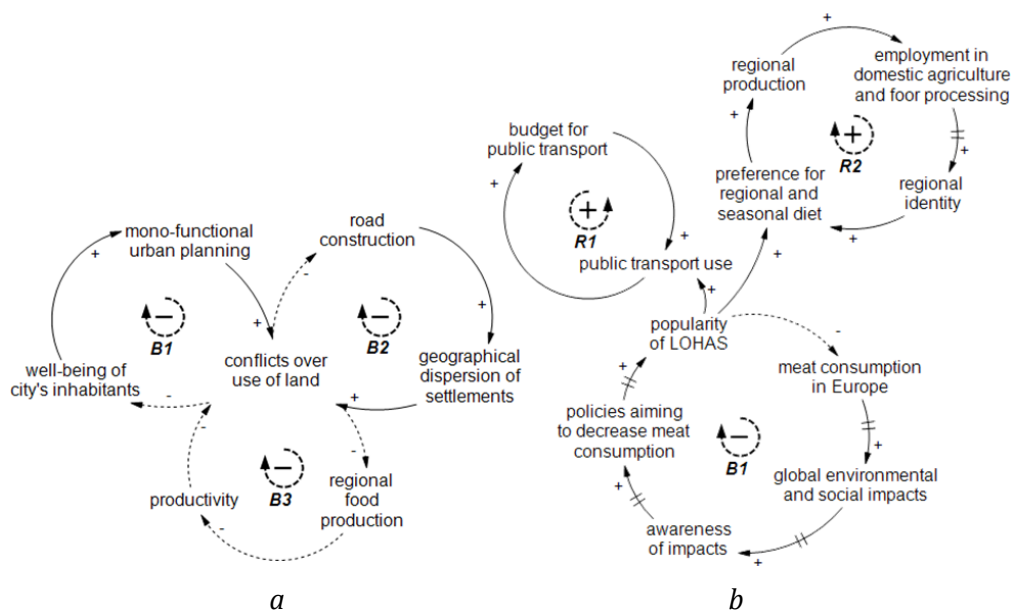 mono-functional
urban planning
+
+
B1
well-being of
city's inhabitants
-
conflicts over
use of land
road
construction
-
+
B2
geographical
dispersion of
settlements
+
-
-
B3
productivity
-
regional
food
production
a
budget for
public transport
+
R1
+
+
public transport use
+
regional
production
+
+
employment in
domestic agriculture
and foor processing
R2
+
preference for
regional and
seasonal diet
+
regional
identity
+
+
popularity
of LOHAS
-
meat consumption
in Europe
+
policies aiming
to decrease meat
consumption
B1
+
global environmental
and social impacts
+
awareness
of impacts
+
b